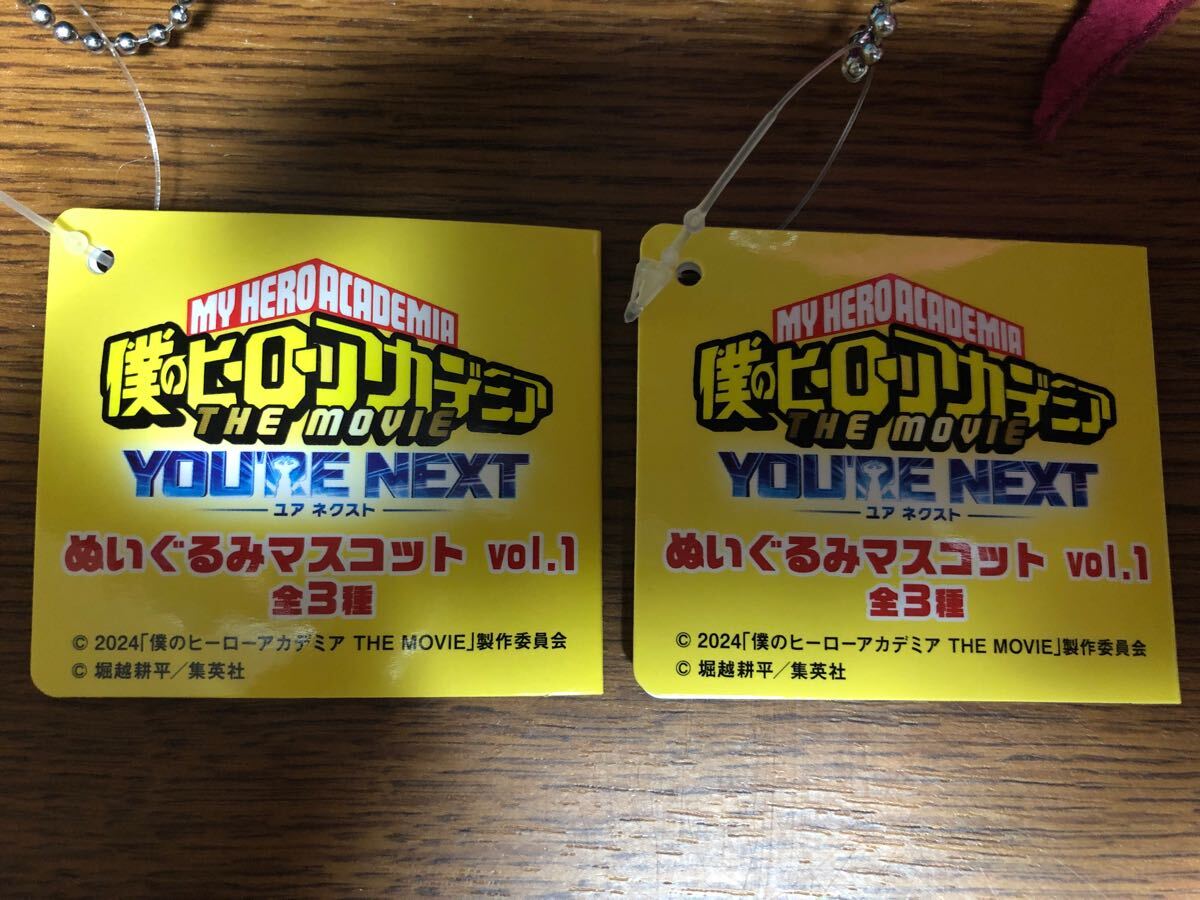 MY HERO ACADEMIA
僕のヒーローアカデミア
THE MOVIE
YOU'RE NEXT
ユア ネクスト
ぬいぐるみマスコット vol.1
全3種
© 2024「僕のヒーローアカデミア THE MOVIE」製作委員会
© 堀越耕平／集英社
MY HERO ACADEMIA
僕のヒーローアカデミア
THE MOVIE
YOU'RE NEXT
ユア ネクスト
ぬいぐるみマスコット vol.1
全3種
© 2024「僕のヒーローアカデミア THE MOVIE」製作委員会
© 堀越耕平／集英社